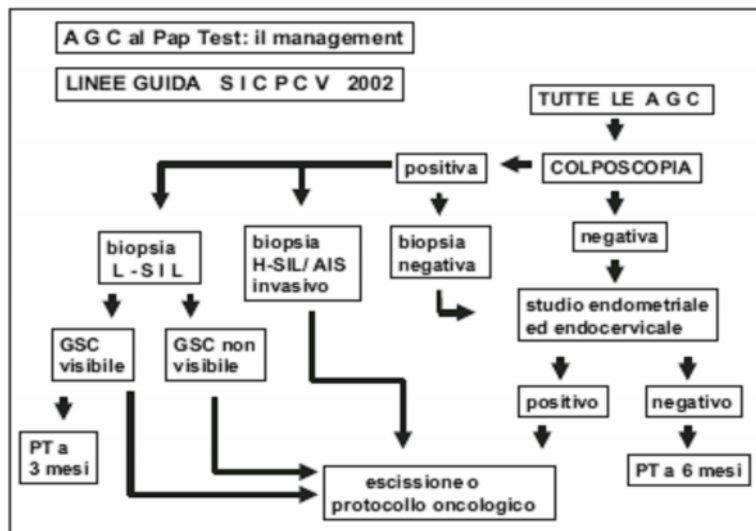 A G C al Pap Test: il management
LINEE GUIDA S I C P C V 2002
TUTTE LE A G C
positiva
COLPOSCOPIA
biopsia
L - S I L
biopsia
H-SIL/ AIS
invasivo
biopsia
negativa
negativa
studio endometriale
ed endocervicale
GSC
visibile
GSC non
visibile
positivo
negativo
PT a
3 mesi
escissione o
protocollo oncologico
PT a 6 mesi